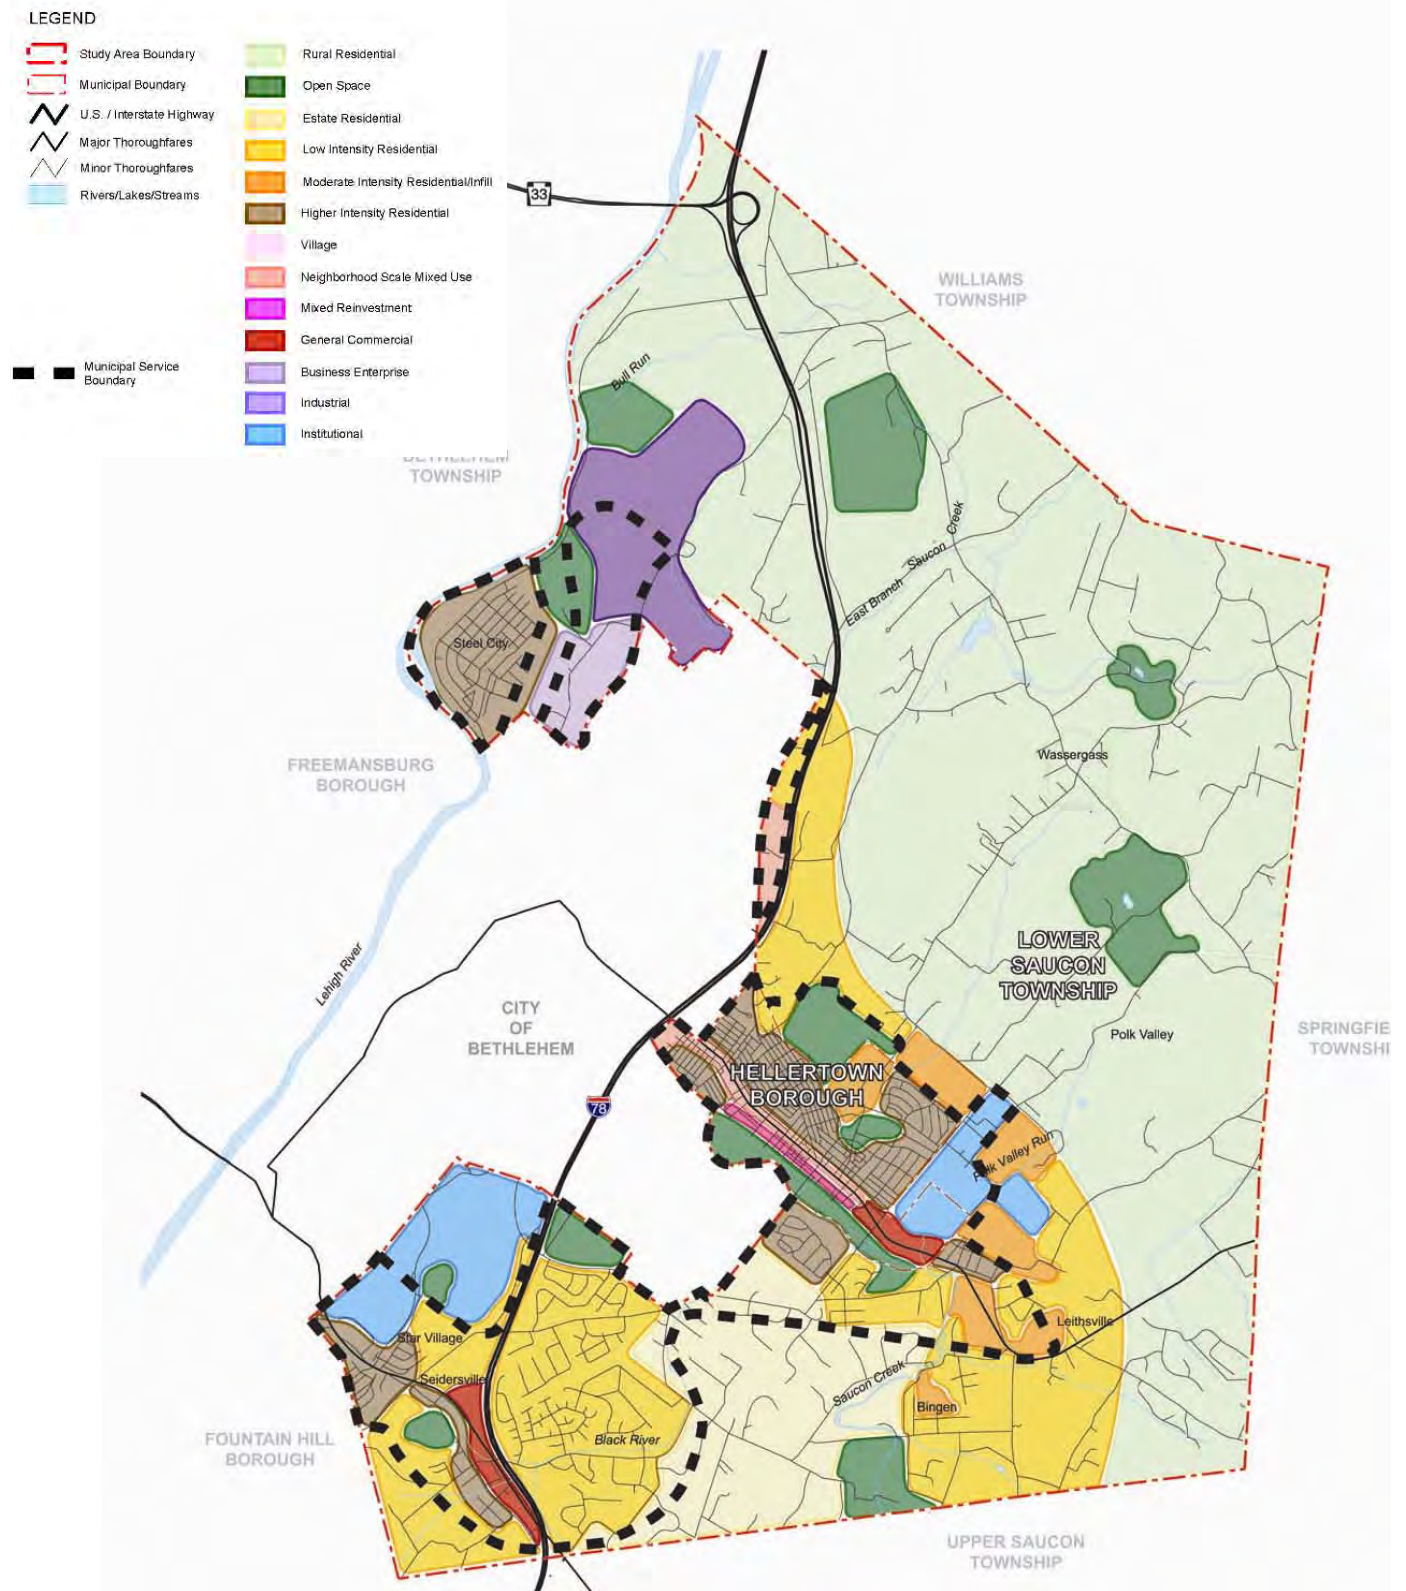 LEGEND
Study Area Boundary
Municipal Boundary
U.S. / Interstate Highway
Major Thoroughfares
Minor Thoroughfares
Rivers/Lakes/Streams
Municipal Service
Boundary
Rural Residential
Open Space
Estate Residential
Low Intensity Residential
Moderate Intensity Residential/Infill
Higher Intensity Residential
Village
Neighborhood Scale Mixed Use
Mixed Reinvestment
General Commercial
Business Enterprise
Industrial
Institutional
33
WILLIAMS
TOWNSHIP
Bull Run
BETHLEHEM
TOWNSHIP
East Branch Saucon Creek
Steel City
Wassergass
FREEMANSBURG
BOROUGH
LOWER
SAUCON
TOWNSHIP
Lehigh River
CITY
OF
BETHLEHEM
Polk Valley
SPRINGFIE
TOWNSHI
HELLERTOWN
BOROUGH
78
Polk Valley Run
Star Village
Leithsville
Seidersville
Saucon Creek
Bingen
Black River
FOUNTAIN HILL
BOROUGH
UPPER SAUCON
TOWNSHIP